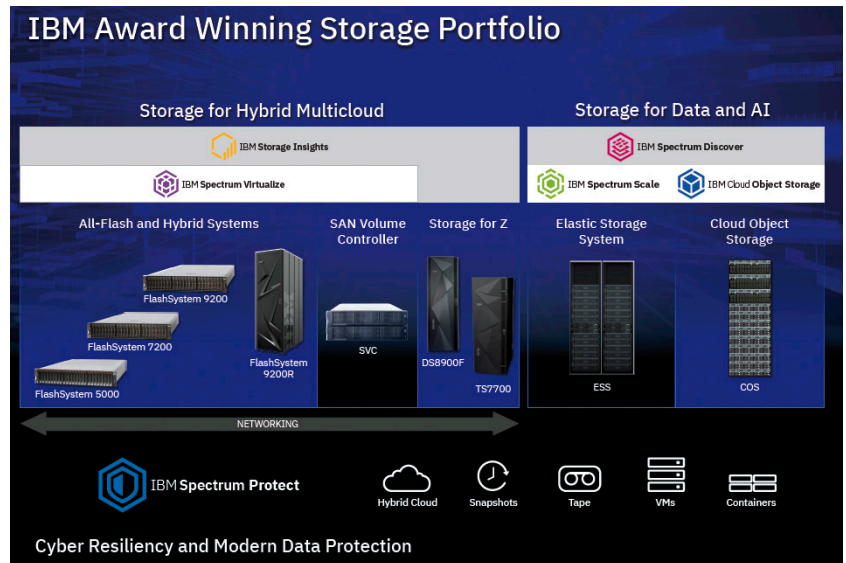 IBM Award Winning Storage Portfolio
Storage for Hybrid Multicloud
Storage for Data and AI
IBM Storage Insights
IBM Spectrum Discover
IBM Spectrum Virtualize
IBM Spectrum Scale
IBM Cloud Object Storage
All-Flash and Hybrid Systems
SAN Volume
Controller
Storage for Z
Elastic Storage
System
Cloud Object
Storage
FlashSystem 9200
FlashSystem 7200
FlashSystem 5000
FlashSystem
9200R
SVC
DS8900F
TS7700
ESS
COS
NETWORKING
IBM Spectrum Protect
Hybrid Cloud
Snapshots
Tape
VMs
Containers
Cyber Resiliency and Modern Data Protection